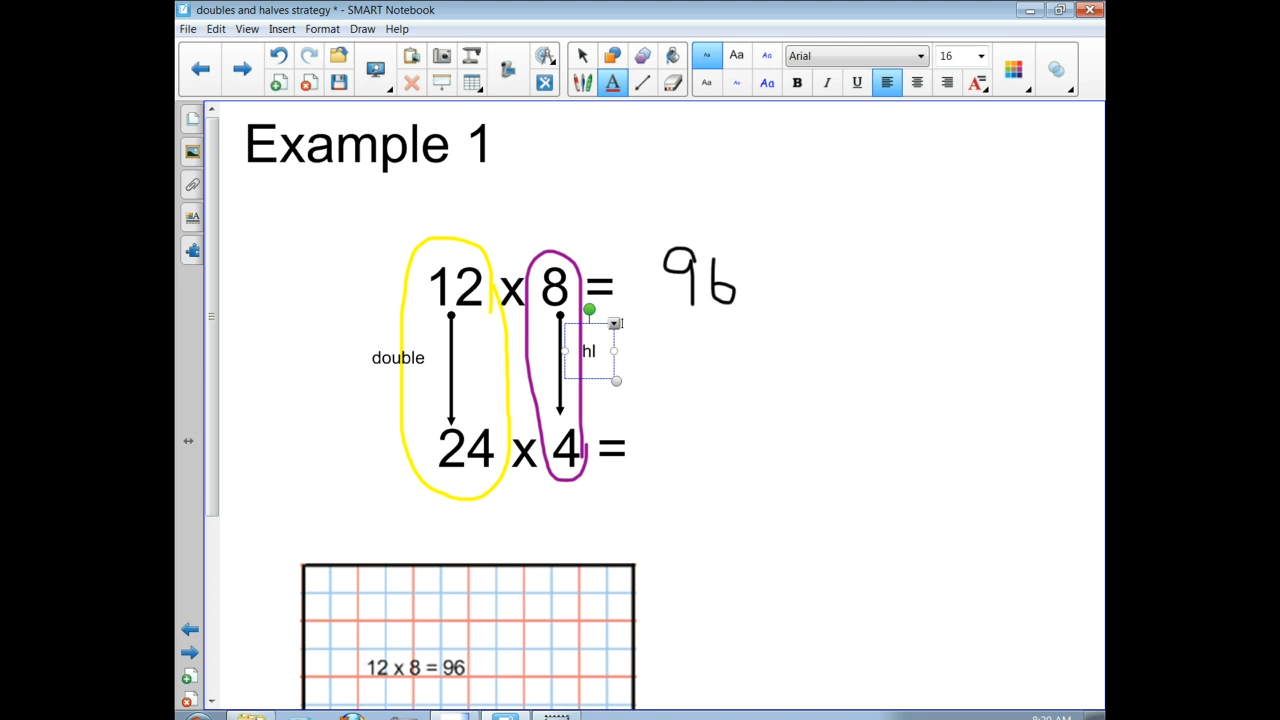 doubles and halves strategy * - SMART Notebook
File Edit View Insert Format Draw Help
Arial 16
Example 1
12 x 8 = 96
double hl
24 x 4 =
12 x 8 = 96